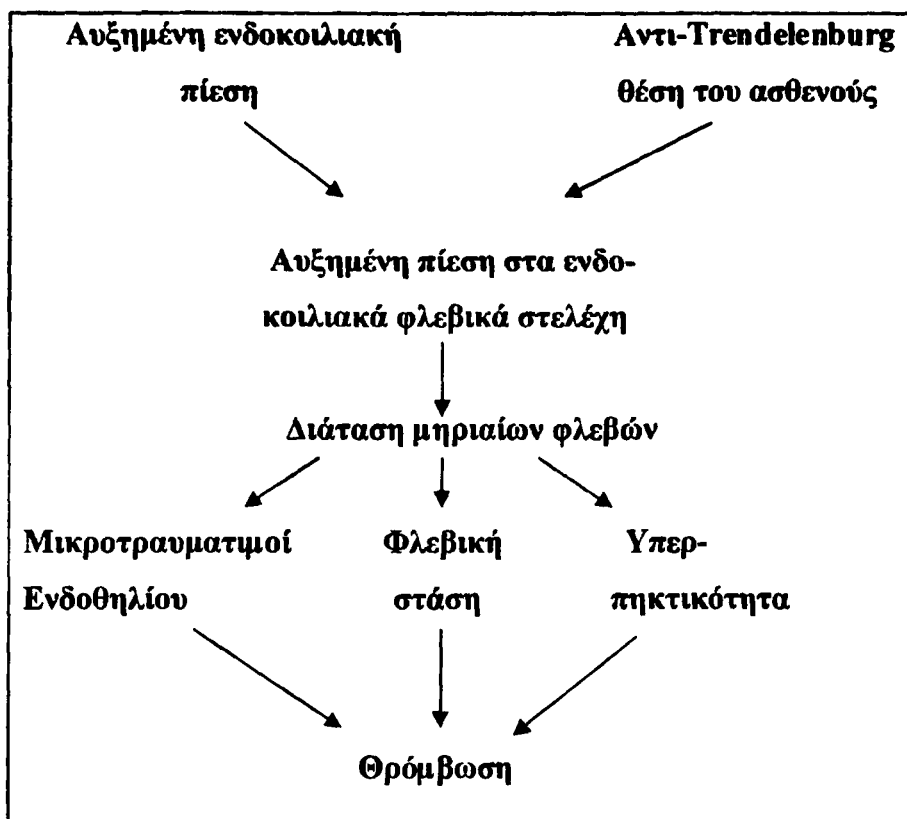 Αυξημένη ενδοκοιλιακή
πίεση
Αντι-Trendelenburg
θέση του ασθενούς
Αυξημένη πίεση στα ενδο-
κοιλιακά φλεβικά στελέχη
Διάταση μηριαίων φλεβών
Μικροτραυματιμοί
Ενδοθηλίου
Φλεβική
στάση
Υπερ-
πηκτικότητα
Θρόμβωση